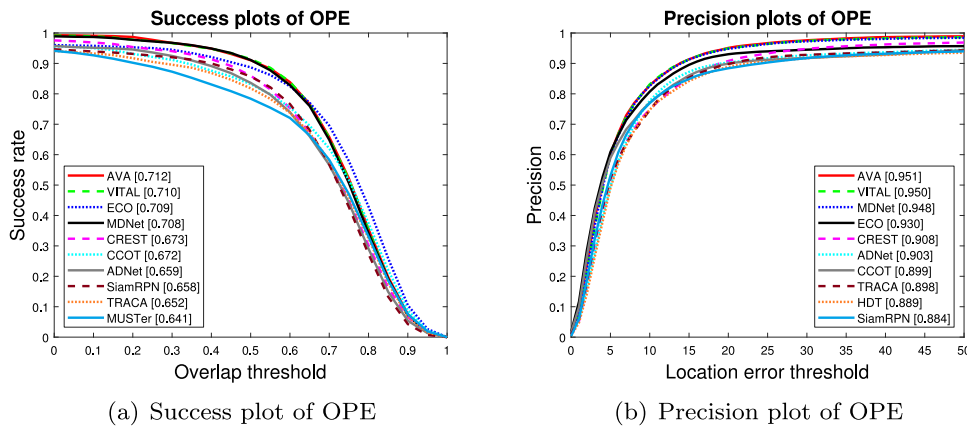 Success plots of OPE
Success rate
1
0.9
0.8
0.7
0.6
0.5
0.4
0.3
0.2
0.1
0
AVA [0.712]
VITAL [0.710]
ECO [0.709]
MDNet [0.708]
CREST [0.673]
CCOT [0.672]
ADNet [0.659]
SiamRPN [0.658]
TRACA [0.652]
MUSTer [0.641]
0 0.1 0.2 0.3 0.4 0.5 0.6 0.7 0.8 0.9 1
Overlap threshold
(a) Success plot of OPE
Precision plots of OPE
Precision
1
0.9
0.8
0.7
0.6
0.5
0.4
0.3
0.2
0.1
0
AVA [0.951]
VITAL [0.950]
MDNet [0.948]
ECO [0.930]
CREST [0.908]
ADNet [0.903]
CCOT [0.899]
TRACA [0.898]
HDT [0.889]
SiamRPN [0.884]
0 5 10 15 20 25 30 35 40 45 50
Location error threshold
(b) Precision plot of OPE